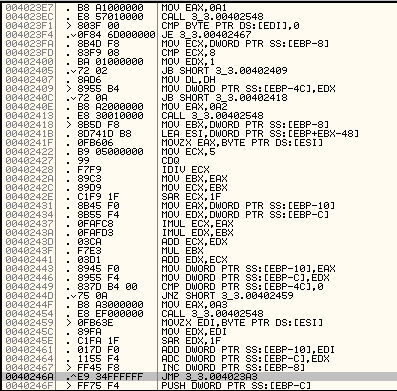 004023E7 . B8 A1000000 MOV EAX,0A1
004023EC . E8 57010000 CALL 3_3.00402548
004023F1 > 803F 00 CMP BYTE PTR DS:[EDI],0
004023F4 .v0F84 6D000000 JE 3_3.00402467
004023FA . 8B4D F8 MOV ECX,DWORD PTR SS:[EBP-8]
004023FD . 83F9 08 CMP ECX,8
00402400 . BA 01000000 MOV EDX,1
00402405 .v72 02 JB SHORT 3_3.00402409
00402407 . 8AD6 MOV DL,DH
00402409 > 8955 B4 MOV DWORD PTR SS:[EBP-4C],EDX
0040240C .v72 0A JB SHORT 3_3.00402418
0040240E . B8 A2000000 MOV EAX,0A2
00402413 . E8 30010000 CALL 3_3.00402548
00402418 > 8B5D F8 MOV EBX,DWORD PTR SS:[EBP-8]
0040241B . 8D741D B8 LEA ESI,DWORD PTR SS:[EBP+EBX-48]
0040241F . 0FB606 MOVZX EAX,BYTE PTR DS:[ESI]
00402422 . B9 05000000 MOV ECX,5
00402427 . 99 CDQ
00402428 . F7F9 IDIV ECX
0040242A . 89C3 MOV EBX,EAX
0040242C . 89D9 MOV ECX,EBX
0040242E . C1F9 1F SAR ECX,1F
00402431 . 8B45 F0 MOV EAX,DWORD PTR SS:[EBP-10]
00402434 . 8B55 F4 MOV EDX,DWORD PTR SS:[EBP-C]
00402437 . 0FAFC8 IMUL ECX,EAX
0040243A . 0FAFD3 IMUL EDX,EBX
0040243D . 03CA ADD ECX,EDX
0040243F . F7E3 MUL EBX
00402441 . 03D1 ADD EDX,ECX
00402443 . 8945 F0 MOV DWORD PTR SS:[EBP-10],EAX
00402446 . 8955 F4 MOV DWORD PTR SS:[EBP-C],EDX
00402449 . 837D B4 00 CMP DWORD PTR SS:[EBP-4C],0
0040244D .v75 0A JNZ SHORT 3_3.00402459
0040244F . B8 A3000000 MOV EAX,0A3
00402454 . E8 EF000000 CALL 3_3.00402548
00402459 > 0FB63E MOVZX EDI,BYTE PTR DS:[ESI]
0040245C . 89FA MOV EDX,EDI
0040245E . C1FA 1F SAR EDX,1F
00402461 . 017D F0 ADD DWORD PTR SS:[EBP-10],EDI
00402464 . 1155 F4 ADC DWORD PTR SS:[EBP-C],EDX
00402467 > FF45 F8 INC DWORD PTR SS:[EBP-8]
0040246A .^E9 34FFFFFF JMP 3_3.004023A3
0040246F > FF75 F4 PUSH DWORD PTR SS:[EBP-C]